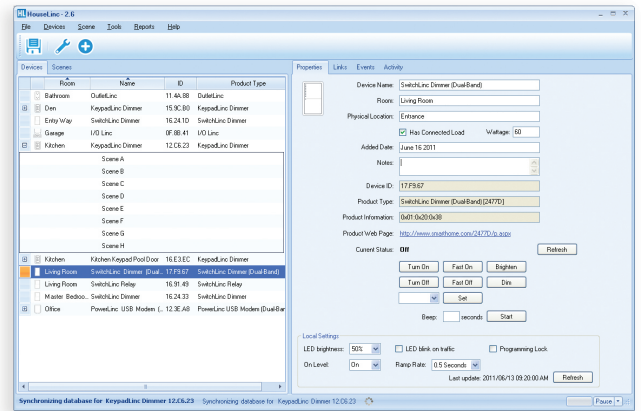 HouseLinc - 2.6
File Devices Scene Tools Reports Help
Devices Scenes
Room Name ID Product Type
Bathroom OutletLinc 11.4A.88 OutletLinc
Den KeypadLinc Dimmer 15.9C.B0 KeypadLinc Dimmer
Entry Way SwitchLinc Dimmer 16.24.1D SwitchLinc Dimmer
Garage I/O Linc 0F.8B.41 I/O Linc
Kitchen KeypadLinc Dimmer 12.C6.23 KeypadLinc Dimmer
Scene A
Scene B
Scene C
Scene D
Scene E
Scene F
Scene G
Scene H
Kitchen Kitchen Keypad Pool Door 16.E3.EC KeypadLinc Dimmer
Living Room SwitchLinc Dimmer (Dual... 17.F9.67 SwitchLinc Dimmer (Dual-Band)
Living Room SwitchLinc Relay 16.91.49 SwitchLinc Relay
Master Bedroo... SwitchLinc Dimmer 16.24.33 SwitchLinc Dimmer
Office PowerLinc USB Modem (... 12.3E.A8 PowerLinc USB Modem (Dual-Bar
Properties Links Events Activity
Device Name: SwitchLinc Dimmer (Dual-Band)
Room: Living Room
Physical Location: Entrance
Has Connected Load Wattage: 60
Added Date: June 16 2011
Notes:
Device ID: 17.F9.67
Product Type: SwitchLinc Dimmer (Dual-Band) [2477D]
Product Information: 0x01:0x20:0x38
Product Web Page: http://www.smarthome.com/2477D/p.aspx
Current Status: Off Refresh
Turn On Fast On Brighten
Turn Off Fast Off Dim
Set
Beep: seconds Start
Local Settings
LED brightness: 50% LED blink on traffic Programming Lock
On Level: On Ramp Rate: 0.5 Seconds
Last update: 2011/06/13 09:20:00 AM Refresh
Synchronizing database for KeypadLinc Dimmer 12.C6.23 Synchronizing database for KeypadLinc Dimmer 12.C6.23 Pause